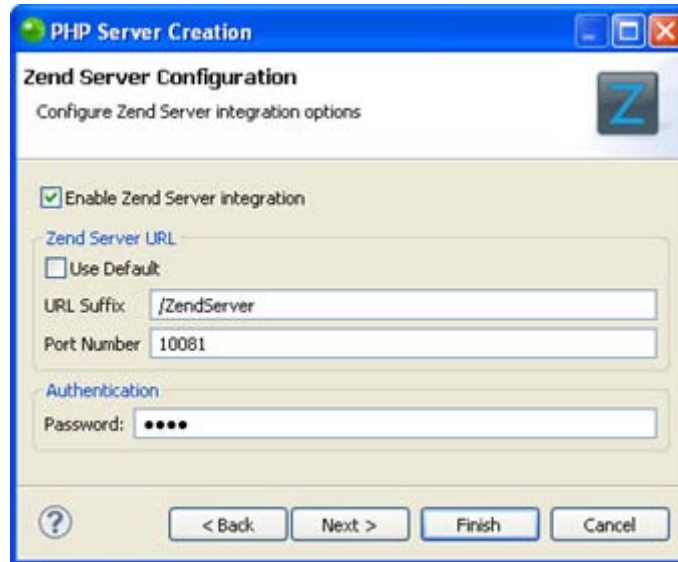 PHP Server Creation
Zend Server Configuration
Configure Zend Server integration options
Z
Enable Zend Server integration
Zend Server URL
Use Default
URL Suffix /ZendServer
Port Number 10081
Authentication
Password: ●●●●
? < Back Next > Finish Cancel